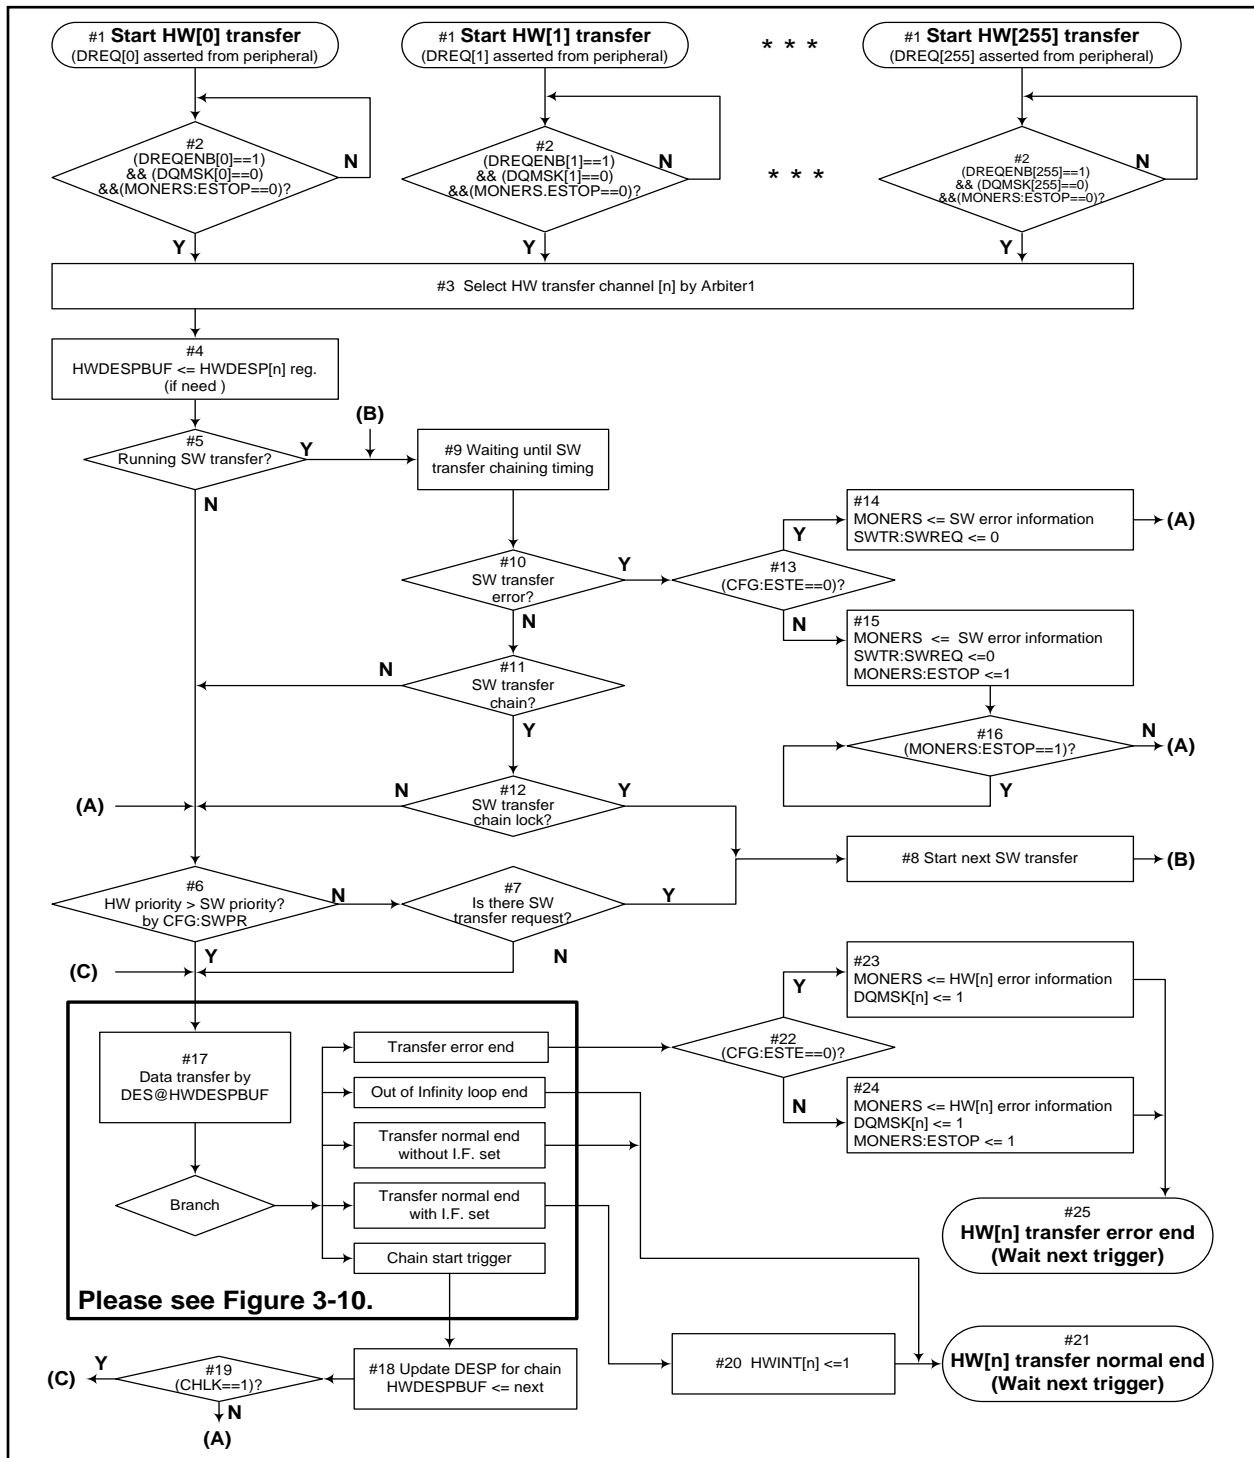 #1 Start HW[0] transfer
(DREQ[0] asserted from peripheral)
#1 Start HW[1] transfer
(DREQ[1] asserted from peripheral)
* * *
#1 Start HW[255] transfer
(DREQ[255] asserted from peripheral)
#2
(DREQENB[0]==1)
&& (DQMSK[0]==0)
&&(MONERS:ESTOP==0)?
N
Y
#2
(DREQENB[1]==1)
&& (DQMSK[1]==0)
&&(MONERS.ESTOP==0)?
N
Y
* * *
#2
(DREQENB[255]==1)
&& (DQMSK[255]==0)
&&(MONERS:ESTOP==0)?
N
Y
#3 Select HW transfer channel [n] by Arbiter1
#4
HWDESPBUF <= HWDESP[n] reg.
(if need )
(B)
#5
Running SW transfer?
Y
N
#9 Waiting until SW
transfer chaining timing
#14
MONERS <= SW error information
SWTR:SWREQ <= 0
(A)
Y
#10
SW transfer
error?
Y
N
#13
(CFG:ESTE==0)?
N
#15
MONERS <= SW error information
SWTR:SWREQ <=0
MONERS:ESTOP <=1
N
#11
SW transfer
chain?
Y
#16
(MONERS:ESTOP==1)?
N
(A)
Y
(A)
N
#12
SW transfer
chain lock?
Y
#8 Start next SW transfer
(B)
#6
HW priority > SW priority?
by CFG:SWPR
N
Y
#7
Is there SW
transfer request?
Y
N
(C)
#23
MONERS <= HW[n] error information
DQMSK[n] <= 1
Y
#17
Data transfer by
DES@HWDESPBUF
Transfer error end
#22
(CFG:ESTE==0)?
Out of Infinity loop end
N
#24
MONERS <= HW[n] error information
DQMSK[n] <= 1
MONERS:ESTOP <= 1
Transfer normal end
without I.F. set
Branch
Transfer normal end
with I.F. set
#25
HW[n] transfer error end
(Wait next trigger)
Chain start trigger
Please see Figure 3-10.
(C)
Y
#19
(CHLK==1)?
N
(A)
#18 Update DESP for chain
HWDESPBUF <= next
#20 HWINT[n] <=1
#21
HW[n] transfer normal end
(Wait next trigger)